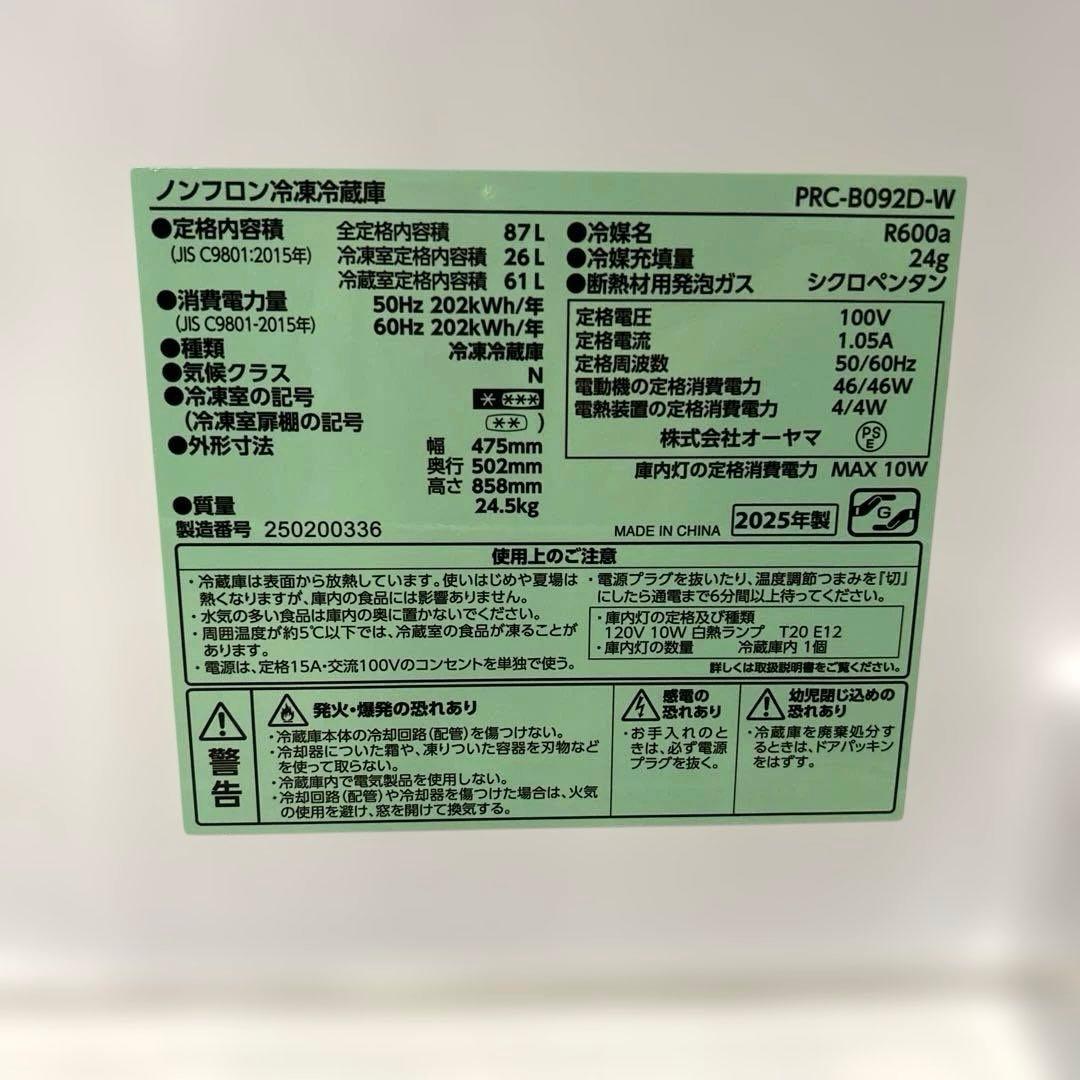 ノンフロン冷凍冷蔵庫
PRC-B092D-W
●定格内容積 全定格内容積 87L
(JIS C9801:2015年) 冷凍室定格内容積 26L
冷蔵室定格内容積 61L
●消費電力量 50Hz 202kWh/年
(JIS C9801-2015年) 60Hz 202kWh/年
●種類 冷凍冷蔵庫
●気候クラス N
●冷凍室の記号 * ***
(冷凍室扉棚の記号 ** )
●外形寸法 幅 475mm
奥行 502mm
高さ 858mm
●質量 24.5kg
製造番号 250200336
●冷媒名 R600a
●冷媒充填量 24g
●断熱材用発泡ガス シクロペンタン
定格電圧 100V
定格電流 1.05A
定格周波数 50/60Hz
電動機の定格消費電力 46/46W
電熱装置の定格消費電力 4/4W
株式会社オーヤマ PS E
庫内灯の定格消費電力 MAX 10W
MADE IN CHINA 2025年製 G
使用上のご注意
・冷蔵庫は表面から放熱しています。使いはじめや夏場は
熱くなりますが、庫内の食品には影響ありません。
・水気の多い食品は庫内の奥に置かないでください。
・周囲温度が約5℃以下では、冷蔵室の食品が凍ることが
あります。
・電源は、定格15A・交流100Vのコンセントを単独で使う。
・電源プラグを抜いたり、温度調節つまみを「切」
にしたら通電まで6分間以上待ってください。
・庫内灯の定格及び種類
120V 10W 白熱ランプ T20 E12
・庫内灯の数量 冷蔵庫内 1個
詳しくは取扱説明書をご覧ください。
警告
発火・爆発の恐れあり
・冷蔵庫本体の冷却回路(配管)を傷つけない。
・冷却器についた霜や、凍りついた容器を刃物など
を使って取らない。
・冷蔵庫内で電気製品を使用しない。
・冷却回路(配管)や冷却器を傷つけた場合は、火気
の使用を避け、窓を開けて換気する。
感電の
恐れあり
・お手入れのと
きは、必ず電源
プラグを抜く。
幼児閉じ込めの
恐れあり
・冷蔵庫を廃棄処分す
るときは、ドアパッキン
をはずす。